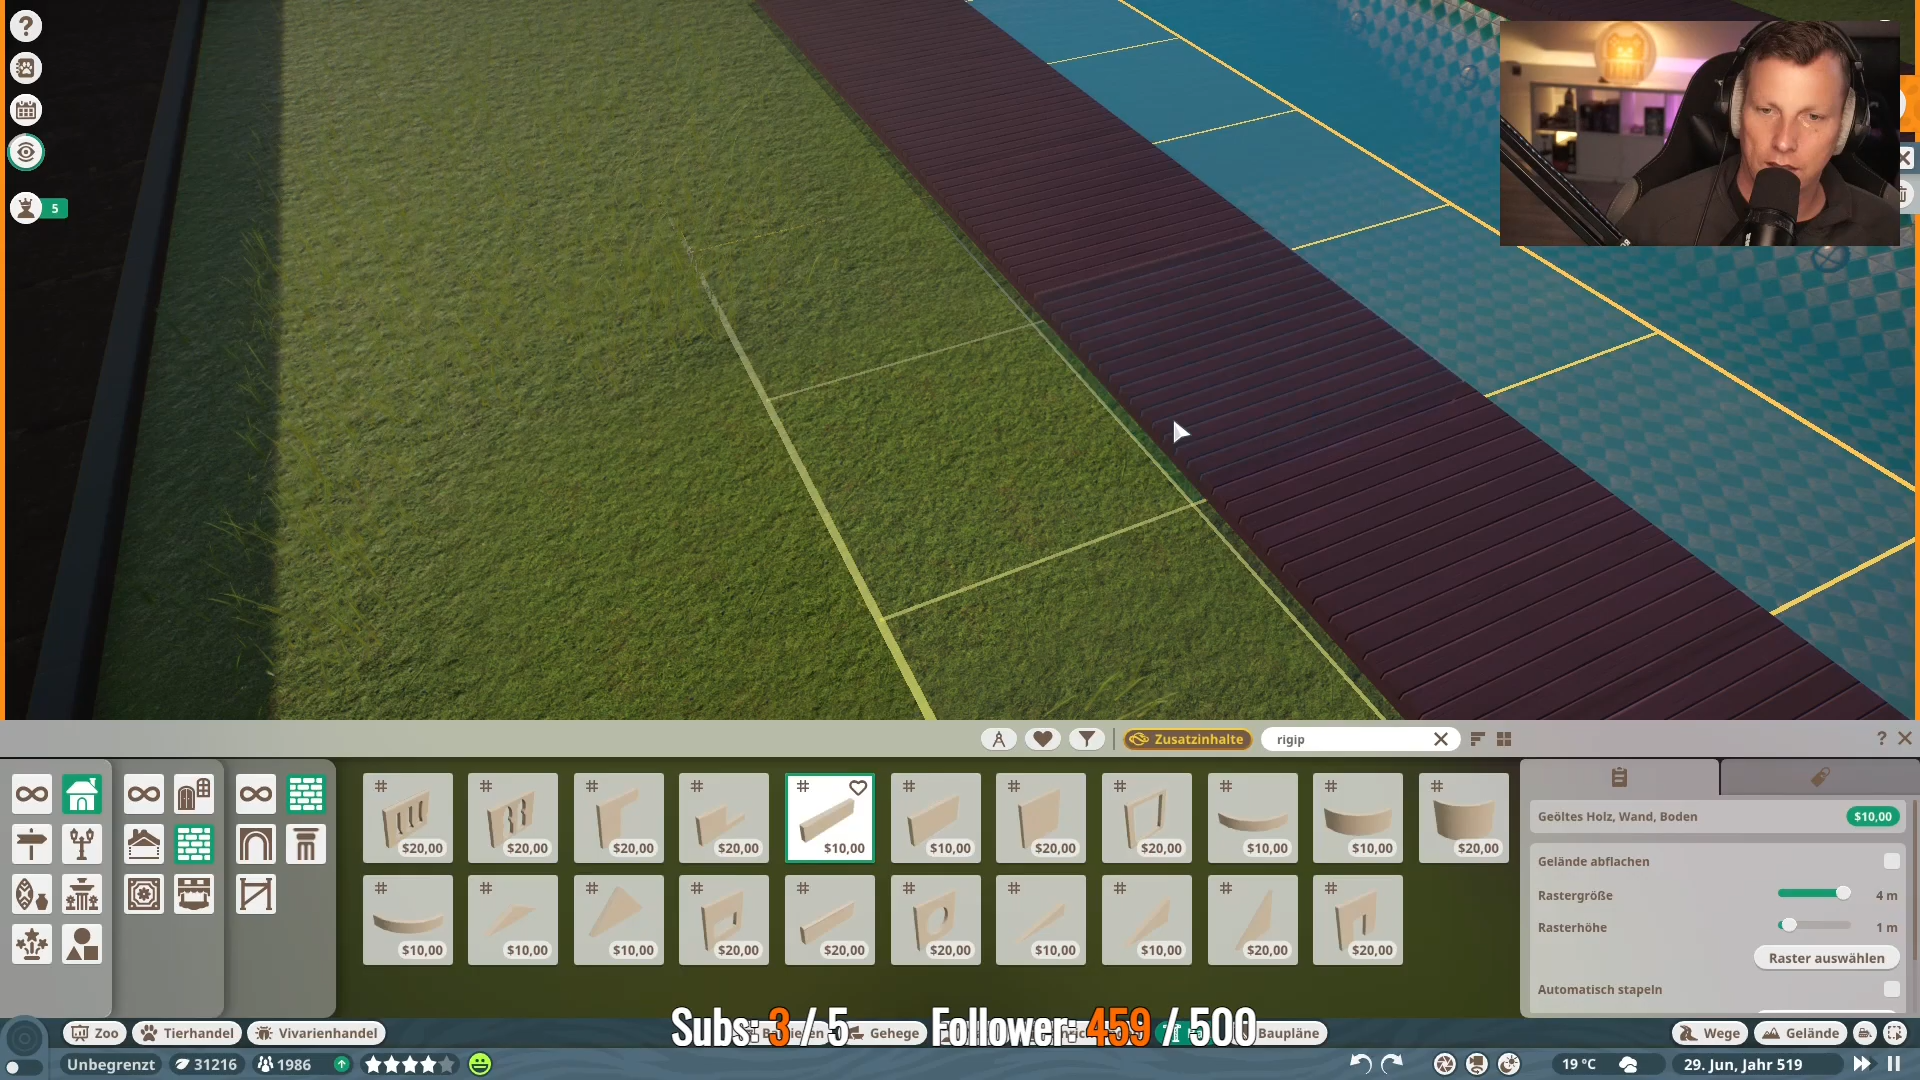 ?
5
Zusatzinhalte
rigip
?
$20,00
$20,00
$20,00
$20,00
$10,00
$10,00
$20,00
$20,00
$10,00
$10,00
$20,00
$10,00
$10,00
$10,00
$20,00
$20,00
$20,00
$10,00
$10,00
$20,00
$20,00
Geöltes Holz, Wand, Boden
$10,00
Gelände abflachen
Rastergröße
4 m
Rasterhöhe
1 m
Raster auswählen
Automatisch stapeln
Subs: 3 / 5
Follower: 459 / 500
Zoo
Tierhandel
Vivarienhandel
Gehege
Baupläne
Wege
Gelände
Unbegrenzt
31216
1986
19 °C
29. Jun, Jahr 519